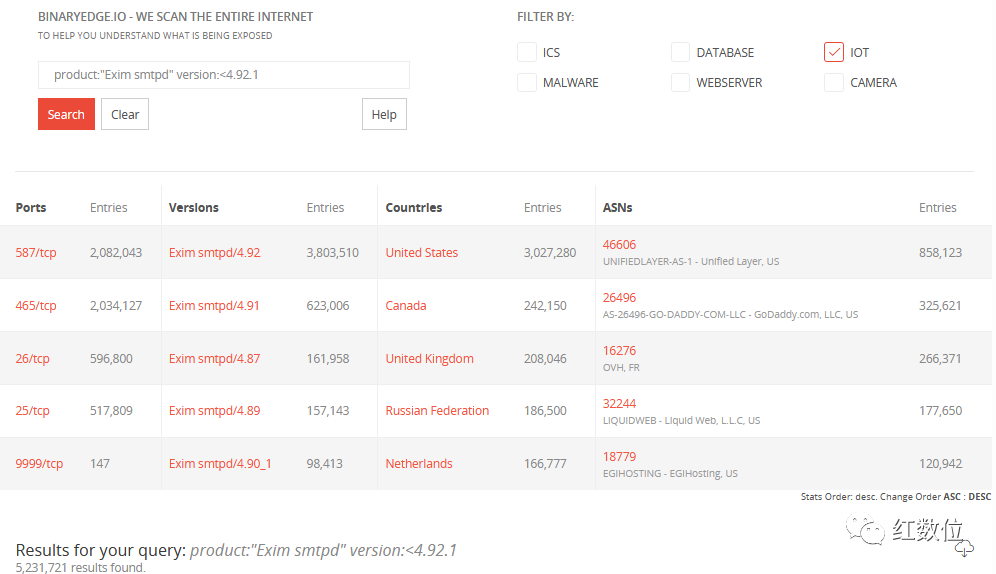 BINARYEDGE.IO - WE SCAN THE ENTIRE INTERNET
TO HELP YOU UNDERSTAND WHAT IS BEING EXPOSED
product:"Exim smtpd" version:<4.92.1
Search Clear Help
FILTER BY:
ICS DATABASE IOT
MALWARE WEBSERVER CAMERA
Ports Entries Versions Entries Countries Entries ASNs Entries
587/tcp 2,082,043 Exim smtpd/4.92 3,803,510 United States 3,027,280 46606 858,123
UNIFIEDLAYER-AS-1 - Unified Layer, US
465/tcp 2,034,127 Exim smtpd/4.91 623,006 Canada 242,150 26496 325,621
AS-26496-GO-DADDY-COM-LLC - GoDaddy.com, LLC, US
26/tcp 596,800 Exim smtpd/4.87 161,958 United Kingdom 208,046 16276 266,371
OVH, FR
25/tcp 517,809 Exim smtpd/4.89 157,143 Russian Federation 186,500 32244 177,650
LIQUIDWEB - Liquid Web, L.L.C, US
9999/tcp 147 Exim smtpd/4.90_1 98,413 Netherlands 166,777 18779 120,942
EGIHOSTING - EGIHosting, US
Stats Order: desc. Change Order ASC : DESC
红数位
Results for your query: product:"Exim smtpd" version:<4.92.1
5,231,721 results found.